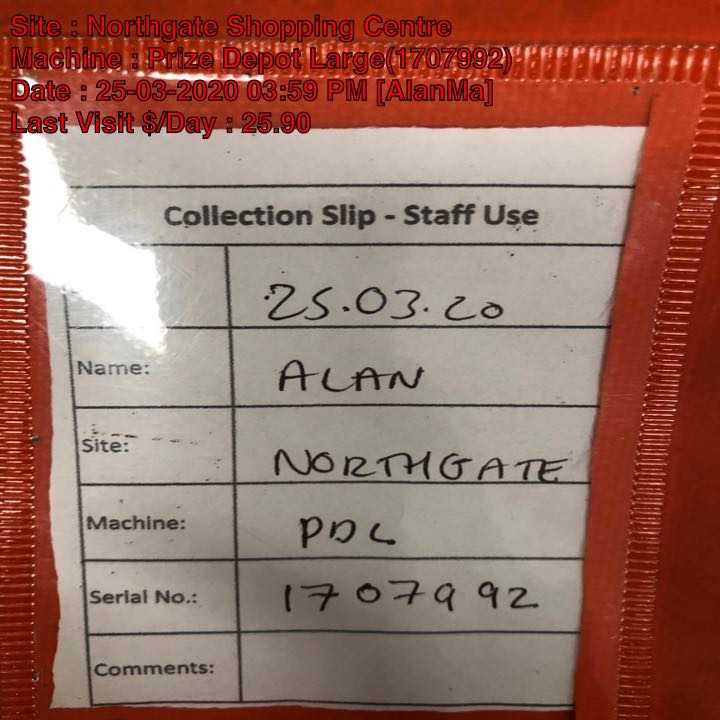 Site : Northgate Shopping Centre
Machine : Prize Depot Large(1707992)
Date : 25-03-2020 03:59 PM [AlanMa]
Last Visit $/Day : 25.90
Collection Slip - Staff Use
25.03.20
Name: ALAN
Site: NORTHGATE
Machine: PDL
Serial No.: 1707992
Comments: